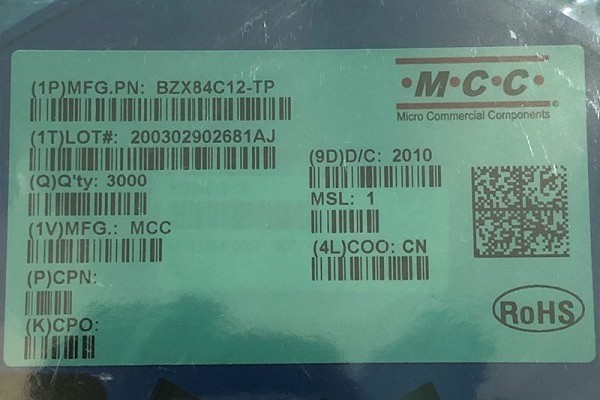 (1P)MFG.PN: BZX84C12-TP
·M·C·C·
®
Micro Commercial Components
(1T)LOT#: 200302902681AJ
(9D)D/C: 2010
(Q)Q'ty: 3000
MSL: 1
(1V)MFG.: MCC
(4L)COO: CN
(P)CPN:
(K)CPO:
RoHS